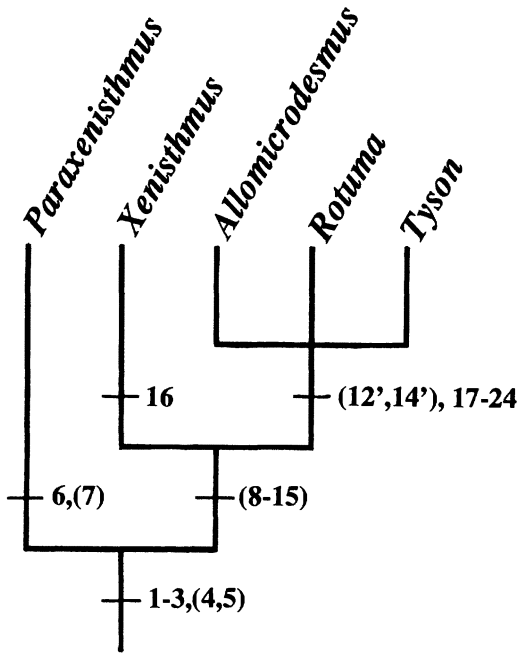 Paraxenisthmus
Xenisthmus
Allomicrodesmus
Rotuma
Tyson
16
(12’,14’), 17-24
6,(7)
(8-15)
1-3,(4,5)